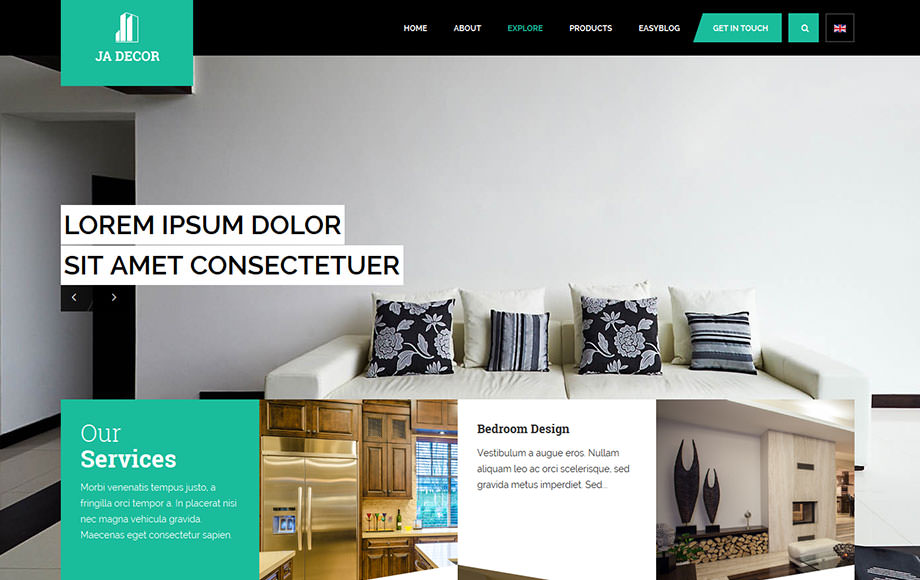 JA DECOR
HOME
ABOUT
EXPLORE
PRODUCTS
EASYBLOG
GET IN TOUCH
LOREM IPSUM DOLOR
SIT AMET CONSECTETUER
Our
Services
Morbi venenatis tempus justo, a
fringilla orci tempor a. In placerat nisi
nec magna vehicula gravida.
Maecenas eget consectetur sapien.
Bedroom Design
Vestibulum a augue eros. Nullam
aliquam leo ac orci scelerisque, sed
gravida metus imperdiet. Sed...